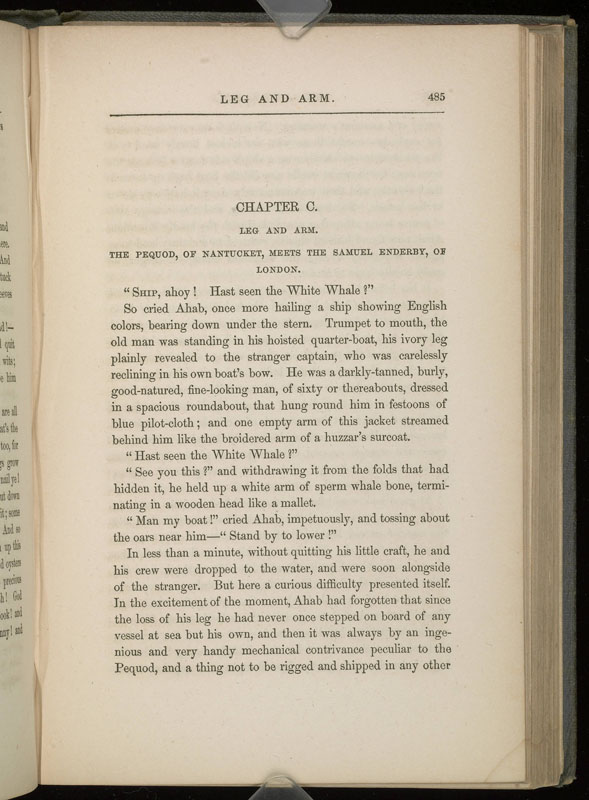 LEG AND ARM. 485
CHAPTER C.
LEG AND ARM.
THE PEQUOD, OF NANTUCKET, MEETS THE SAMUEL ENDERBY, OF
LONDON.
"SHIP, ahoy! Hast seen the White Whale?"
So cried Ahab, once more hailing a ship showing English
colors, bearing down under the stern. Trumpet to mouth, the
old man was standing in his hoisted quarter-boat, his ivory leg
plainly revealed to the stranger captain, who was carelessly
reclining in his own boat's bow. He was a darkly-tanned, burly,
good-natured, fine-looking man, of sixty or thereabouts, dressed
in a spacious roundabout, that hung round him in festoons of
blue pilot-cloth; and one empty arm of this jacket streamed
behind him like the broidered arm of a huzzar's surcoat.
"Hast seen the White Whale?"
"See you this?" and withdrawing it from the folds that had
hidden it, he held up a white arm of sperm whale bone, termi-
nating in a wooden head like a mallet.
"Man my boat!" cried Ahab, impetuously, and tossing about
the oars near him—"Stand by to lower!"
In less than a minute, without quitting his little craft, he and
his crew were dropped to the water, and were soon alongside
of the stranger. But here a curious difficulty presented itself.
In the excitement of the moment, Ahab had forgotten that since
the loss of his leg he had never once stepped on board of any
vessel at sea but his own, and then it was always by an inge-
nious and very handy mechanical contrivance peculiar to the
Pequod, and a thing not to be rigged and shipped in any other